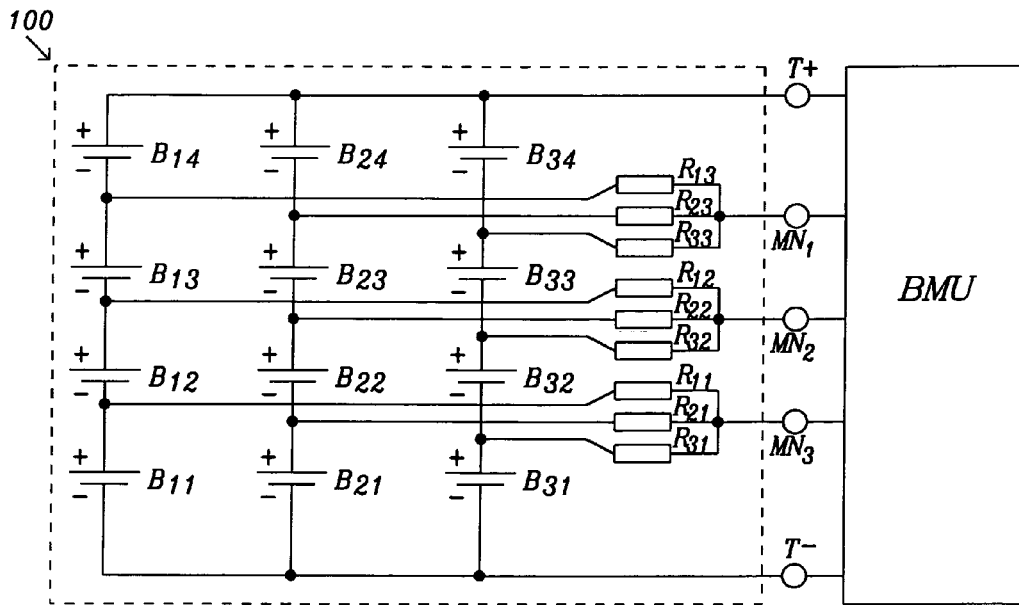 100
T+
+ B14 -
+ B24 -
+ B34 -
R13
R23
R33
MN1
+ B13 -
+ B23 -
+ B33 -
R12
R22
R32
MN2
BMU
+ B12 -
+ B22 -
+ B32 -
R11
R21
R31
MN3
+ B11 -
+ B21 -
+ B31 -
T-